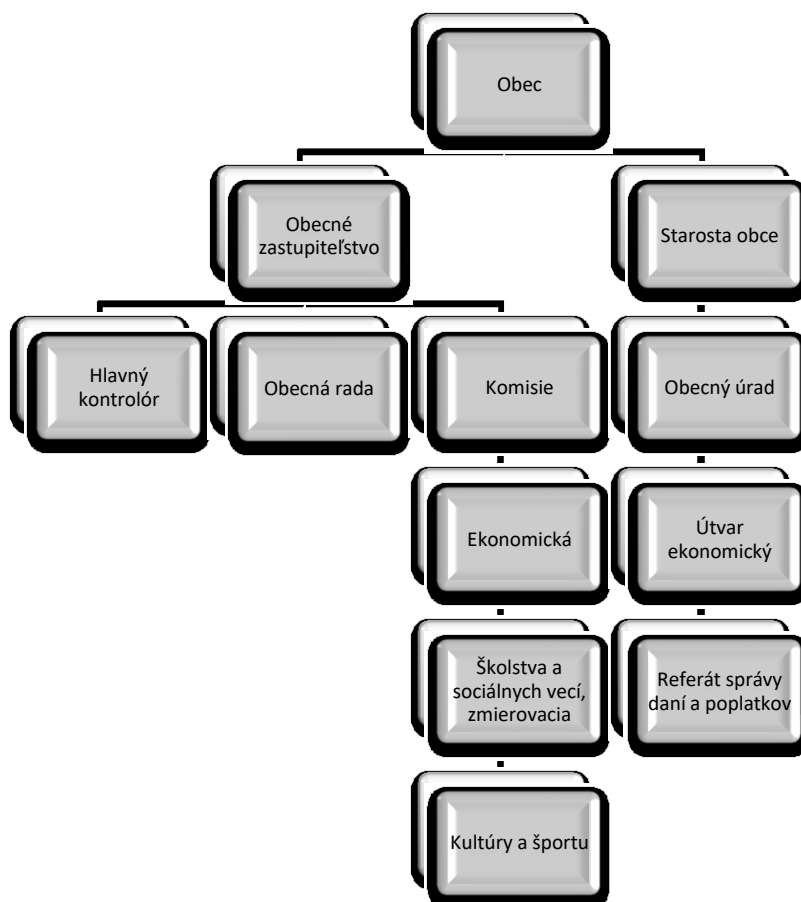 Obec
Obecné
zastupiteľstvo
Starosta obce
Hlavný
kontrolór
Obecná rada
Komisie
Obecný úrad
Ekonomická
Útvar
ekonomický
Školstva a
sociálnych vecí,
zmierovacia
Referát správy
daní a poplatkov
Kultúry a športu